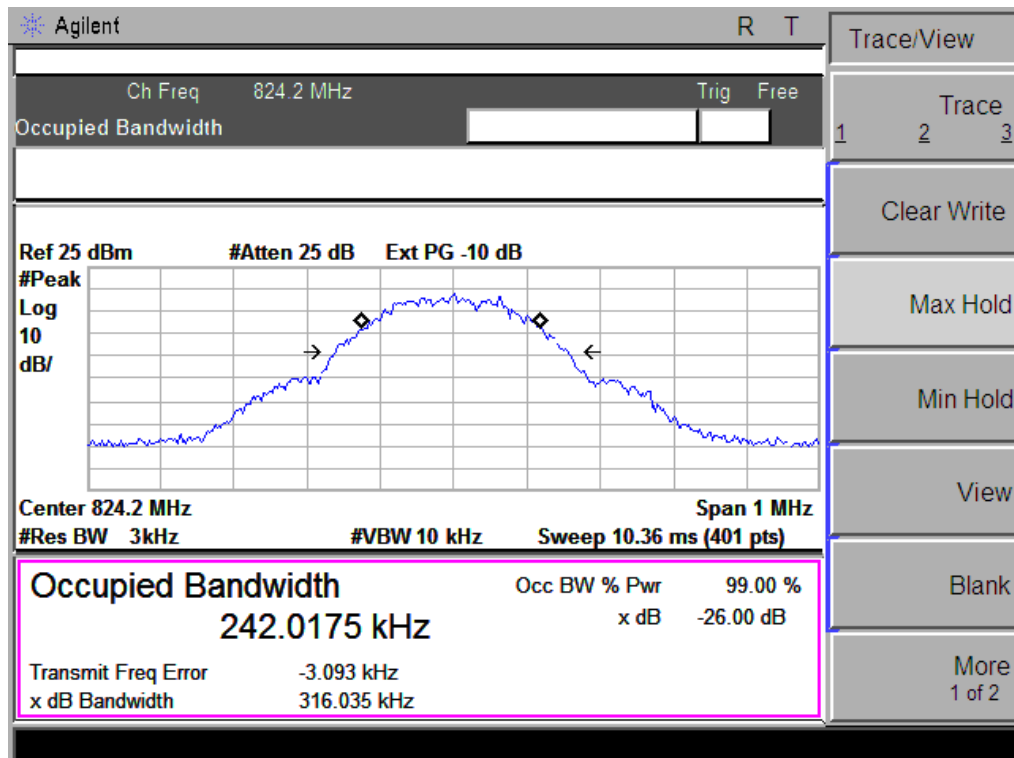 Agilent R T
Ch Freq 824.2 MHz Trig Free
Occupied Bandwidth
Ref 25 dBm #Atten 25 dB Ext PG -10 dB
#Peak
Log
10
dB/
Center 824.2 MHz Span 1 MHz
#Res BW 3kHz #VBW 10 kHz Sweep 10.36 ms (401 pts)
Occupied Bandwidth
242.0175 kHz
Occ BW % Pwr 99.00 %
x dB -26.00 dB
Transmit Freq Error -3.093 kHz
x dB Bandwidth 316.035 kHz
Trace/View
Trace
1 2 3
Clear Write
Max Hold
Min Hold
View
Blank
More
1 of 2